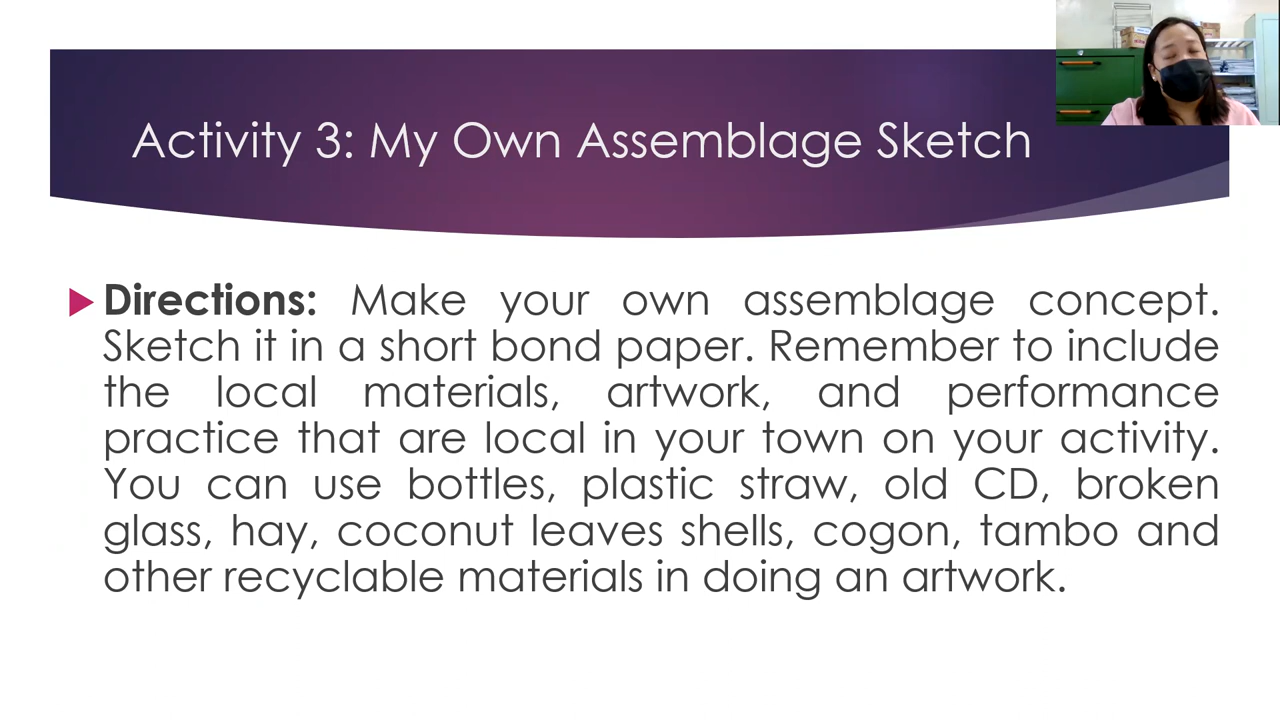 Activity 3: My Own Assemblage Sketch
Directions: Make your own assemblage concept.
Sketch it in a short bond paper. Remember to include
the local materials, artwork, and performance
practice that are local in your town on your activity.
You can use bottles, plastic straw, old CD, broken
glass, hay, coconut leaves shells, cogon, tambo and
other recyclable materials in doing an artwork.